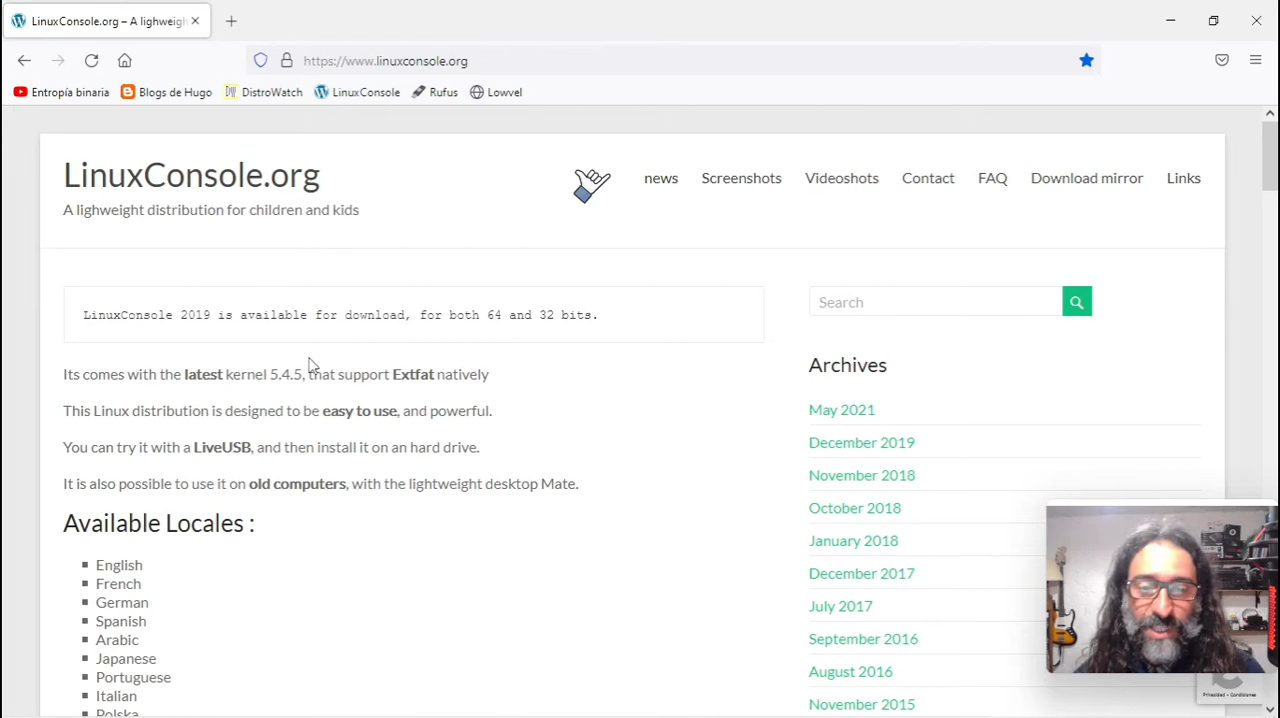 LinuxConsole.org – A lighweigh
https://www.linuxconsole.org
Entropía binaria
Blogs de Hugo
DistroWatch
LinuxConsole
Rufus
Lowvel
LinuxConsole.org
A lighweight distribution for children and kids
news
Screenshots
Videoshots
Contact
FAQ
Download mirror
Links
LinuxConsole 2019 is available for download, for both 64 and 32 bits.
Its comes with the latest kernel 5.4.5, that support Extfat natively
This Linux distribution is designed to be easy to use, and powerful.
You can try it with a LiveUSB, and then install it on an hard drive.
It is also possible to use it on old computers, with the lightweight desktop Mate.
Available Locales :
English
French
German
Spanish
Arabic
Japanese
Portuguese
Italian
Polska
Search
Archives
May 2021
December 2019
November 2018
October 2018
January 2018
December 2017
July 2017
September 2016
August 2016
November 2015
Privacidad - Condiciones